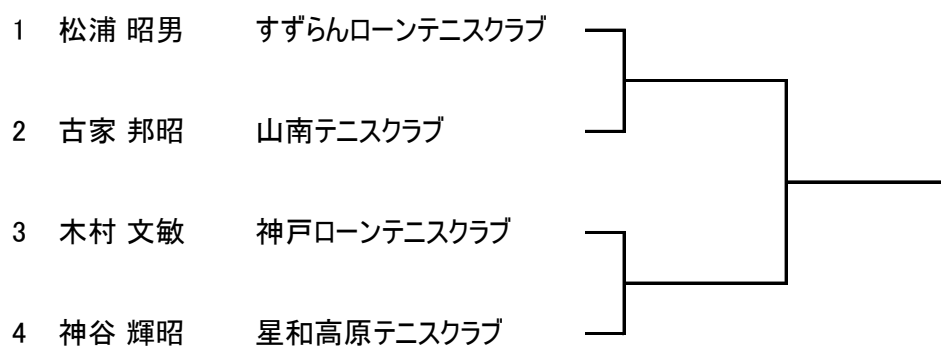 1 松浦 昭男 すずらんローンテニスクラブ
2 古家 邦昭 山南テニスクラブ
3 木村 文敏 神戸ローンテニスクラブ
4 神谷 輝昭 星和高原テニスクラブ